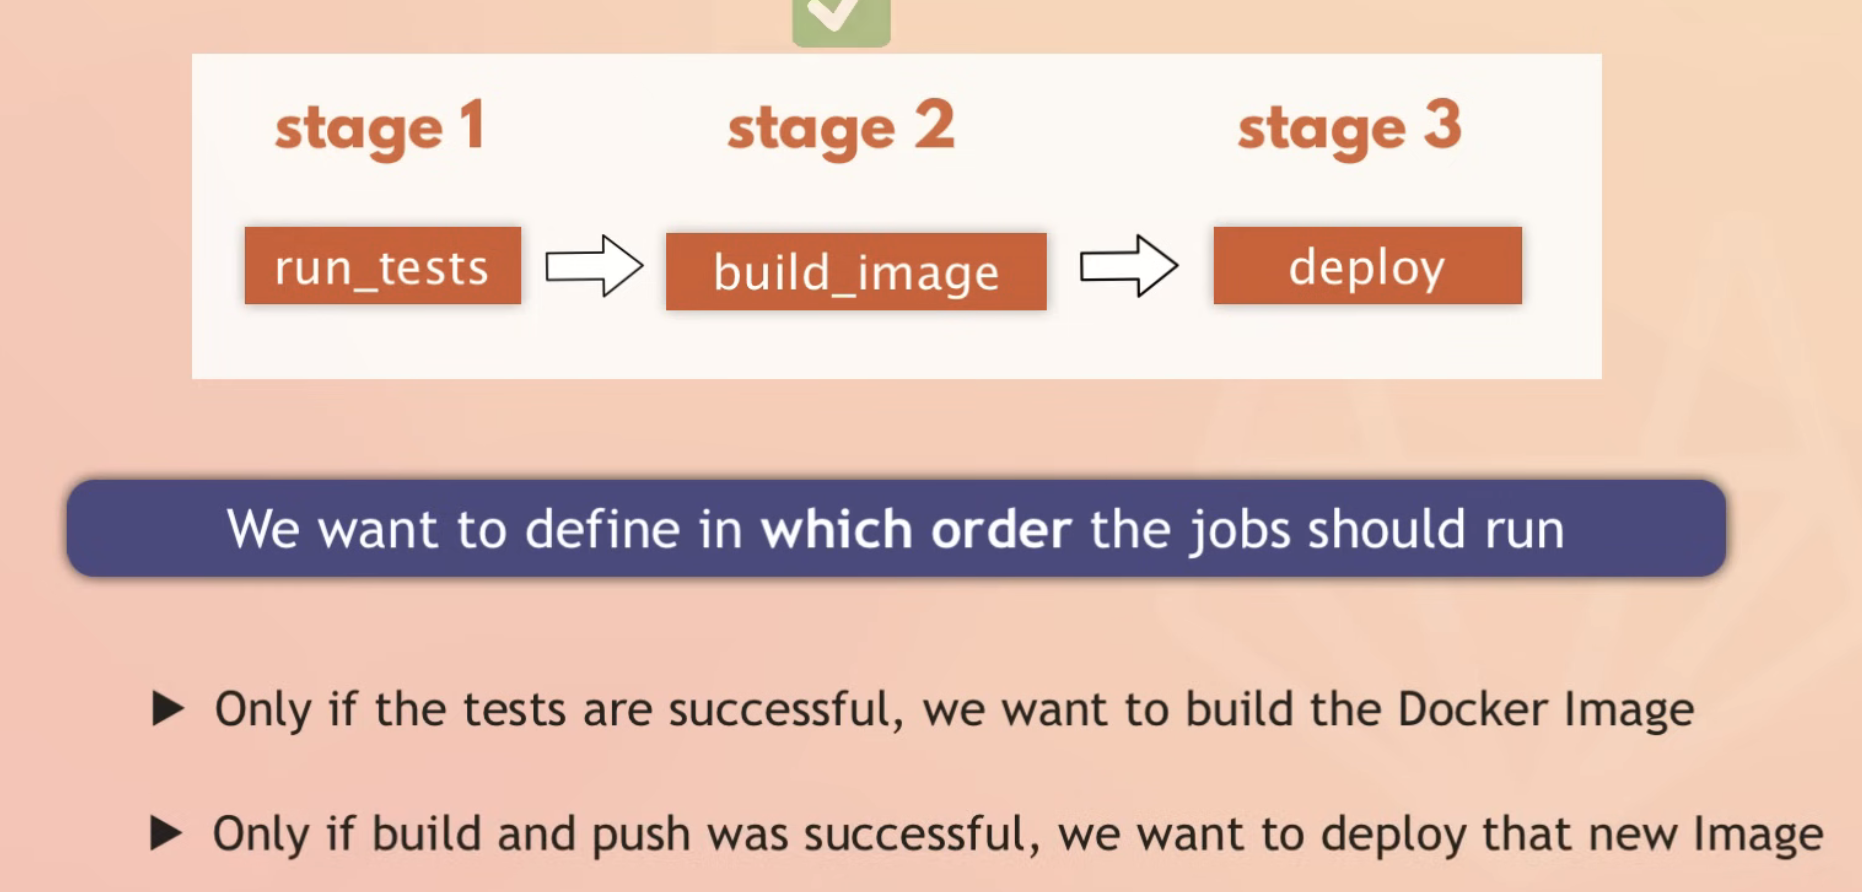 stage 1 stage 2 stage 3
run_tests build_image deploy
We want to define in which order the jobs should run
Only if the tests are successful, we want to build the Docker Image
Only if build and push was successful, we want to deploy that new Image